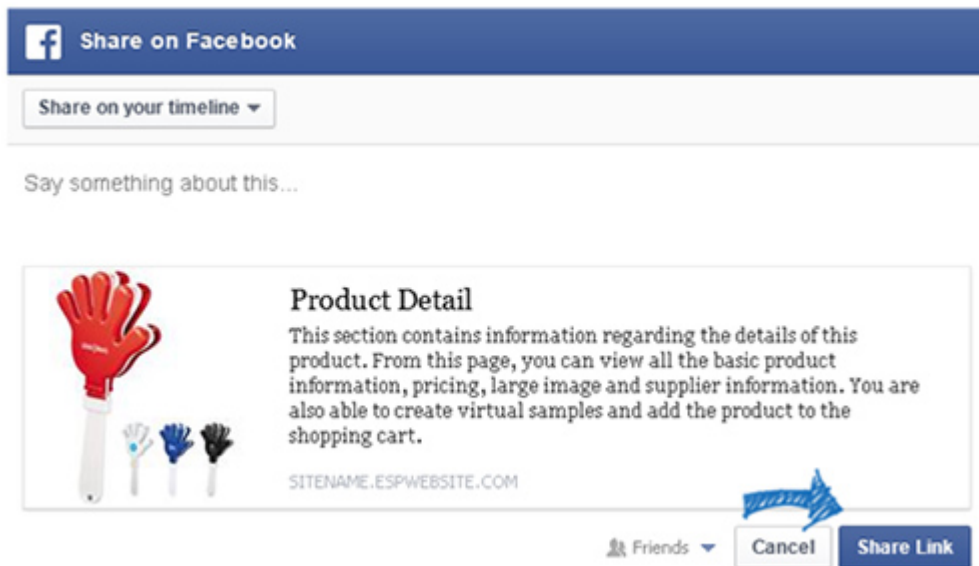 f Share on Facebook
Share on your timeline
Say something about this...
Product Detail
This section contains information regarding the details of this
product. From this page, you can view all the basic product
information, pricing, large image and supplier information. You are
also able to create virtual samples and add the product to the
shopping cart.
SITENAME.ESPWEBSITE.COM
Friends Cancel Share Link